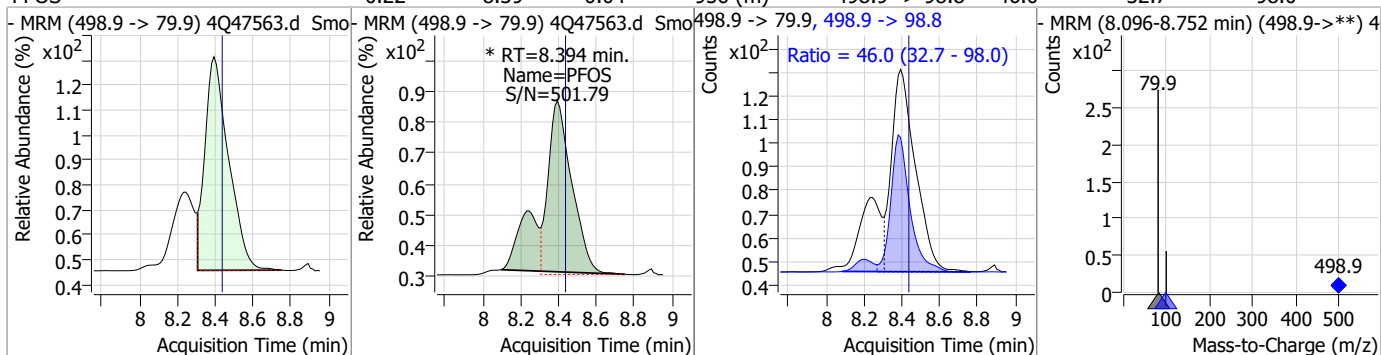 - MRM (498.9 -> 79.9) 4Q47563.d Smo
x10²
Relative Abundance (%)
1.2
1.1
1
0.9
0.8
0.7
0.6
0.5
0.4
8 8.2 8.4 8.6 8.8 9
Acquisition Time (min)
- MRM (498.9 -> 79.9) 4Q47563.d Smo
x10²
* RT=8.394 min.
Name=PFOS
S/N=501.79
Relative Abundance (%)
0.9
0.8
0.7
0.6
0.5
0.4
0.3
8 8.2 8.4 8.6 8.8 9
Acquisition Time (min)
498.9 -> 79.9, 498.9 -> 98.8
x10²
Ratio = 46.0 (32.7 - 98.0)
Counts
1.2
1.1
1
0.9
0.8
0.7
0.6
0.5
0.4
8 8.2 8.4 8.6 8.8 9
Acquisition Time (min)
- MRM (8.096-8.752 min) (498.9->**) 4
x10²
Counts
79.9
2.5
2
1.5
1
0.5
0
498.9
100 200 300 400 500
Mass-to-Charge (m/z)